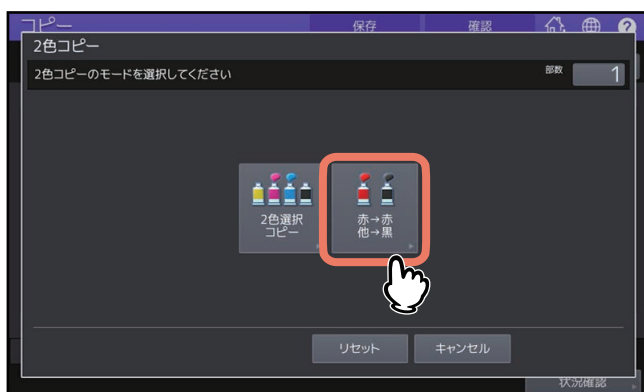 コピー
保存
確認
?
2色コピー
2色コピーのモードを選択してください
部数
1
2色選択
コピー
赤→赤
他→黒
リセット
キャンセル
状況確認